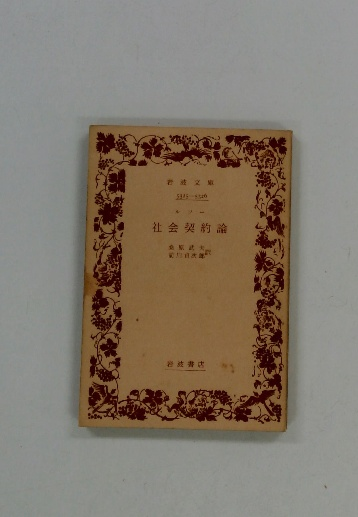 岩波文庫
ルソー
社会契約論
桑原武夫
前川貞次郎
訳
岩波書店